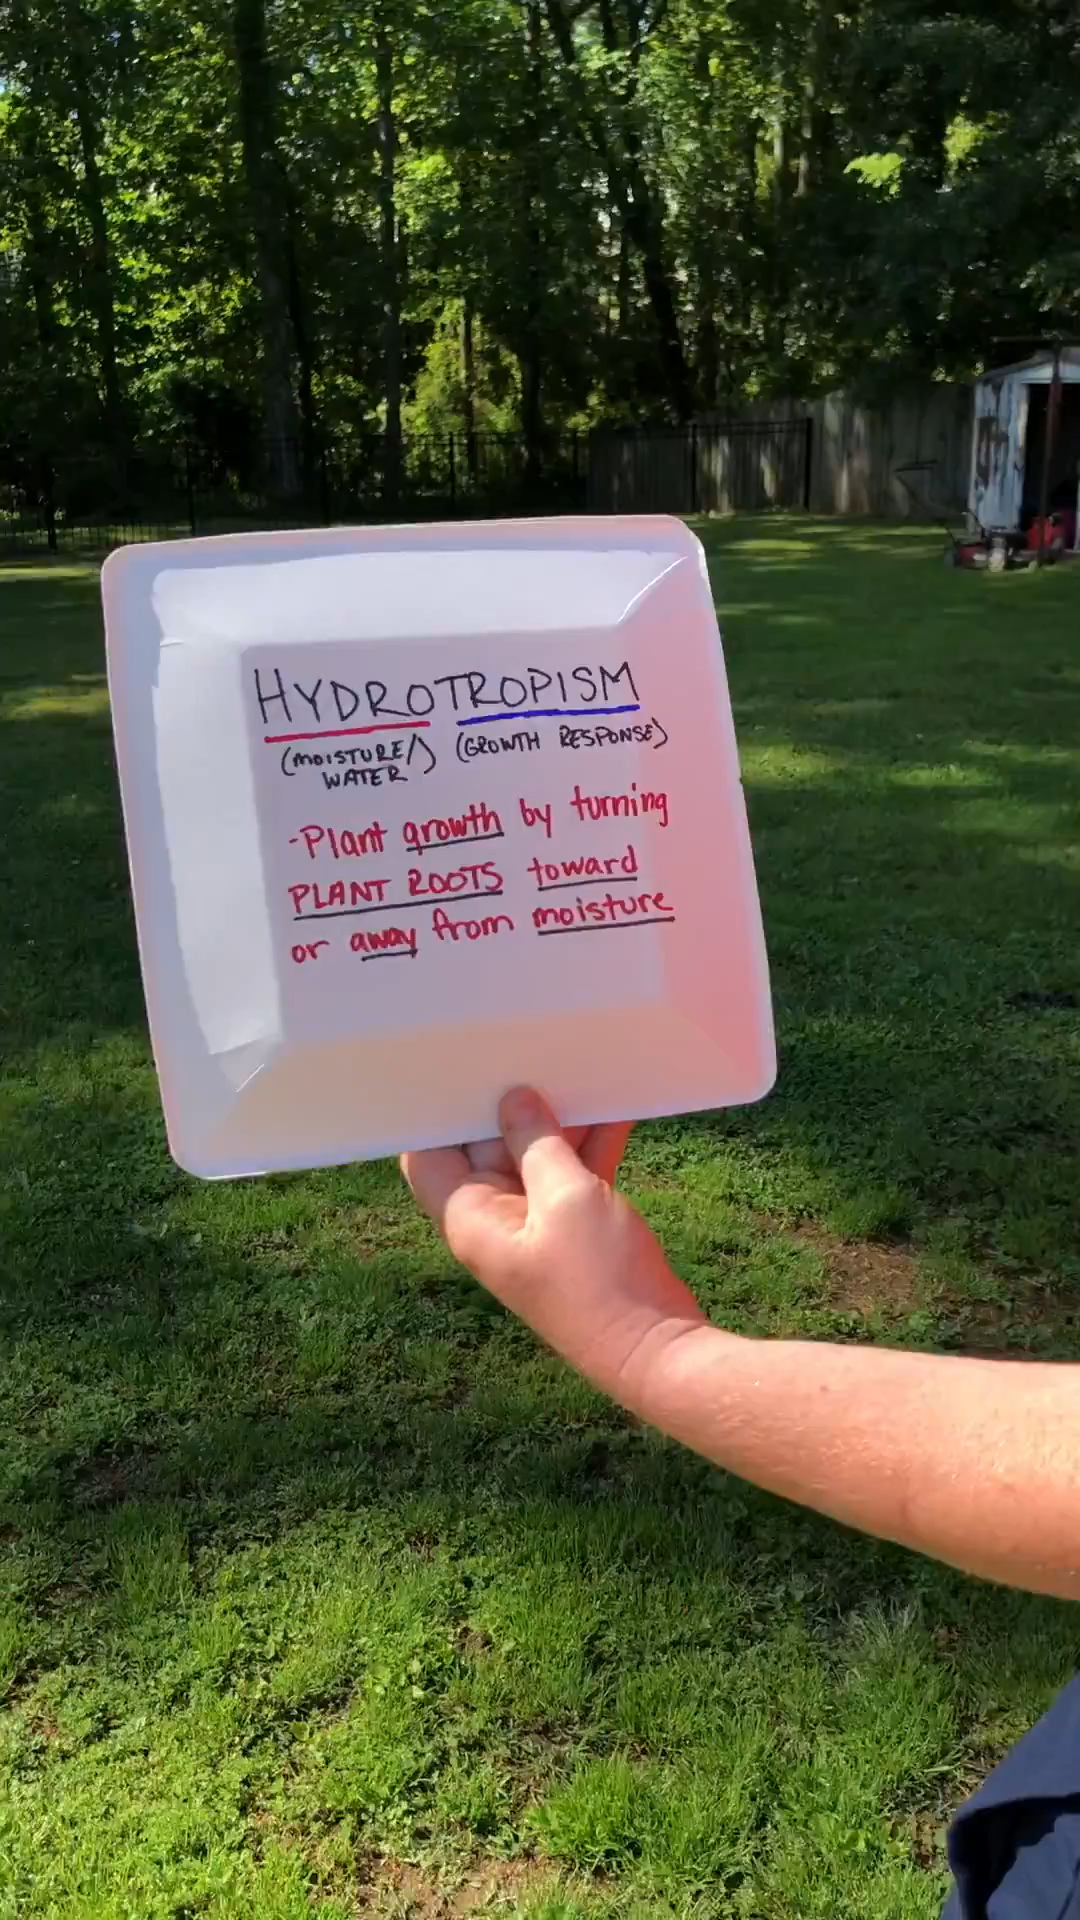 HYDROTROPISM
(MOISTURE/ (GROWTH RESPONSE)
WATER)
-Plant growth by turning
PLANT ROOTS toward
or away from moisture